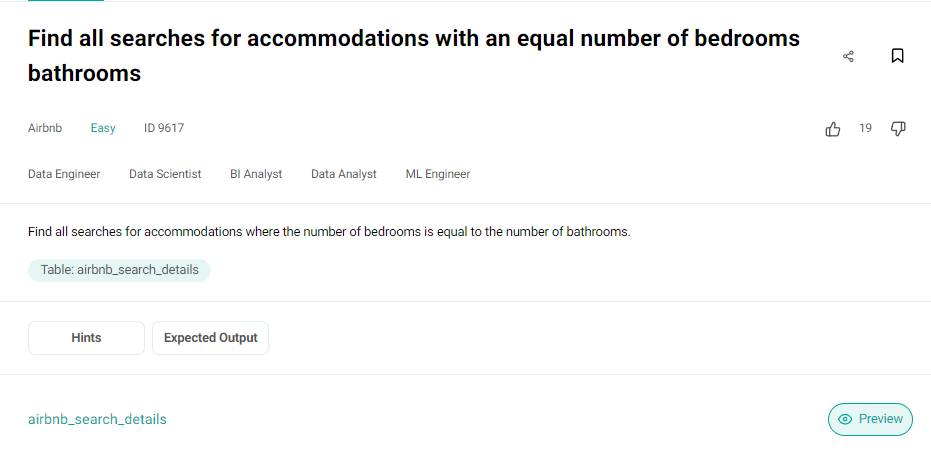 Find all searches for accommodations with an equal number of bedrooms
bathrooms
Airbnb Easy ID 9617
19
Data Engineer Data Scientist BI Analyst Data Analyst ML Engineer
Find all searches for accommodations where the number of bedrooms is equal to the number of bathrooms.
Table: airbnb_search_details
Hints Expected Output
airbnb_search_details
Preview